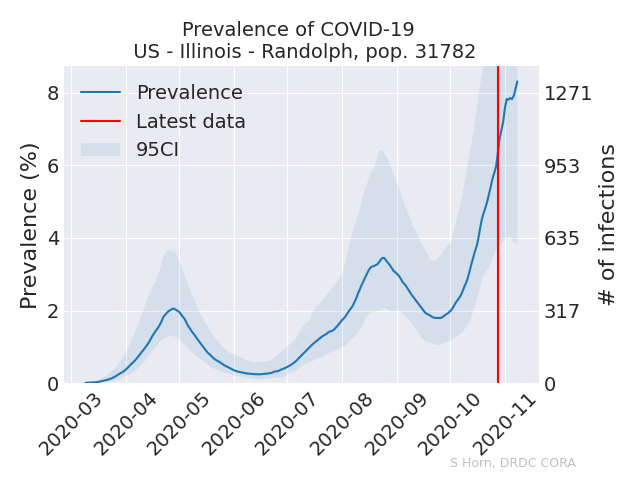 Prevalence of COVID-19
US - Illinois - Randolph, pop. 31782
Prevalence
Latest data
95CI
Prevalence (%)
8
6
4
2
0
1271
953
635
317
0
# of infections
2020-03
2020-04
2020-05
2020-06
2020-07
2020-08
2020-09
2020-10
2020-11
S Horn, DRDC CORA